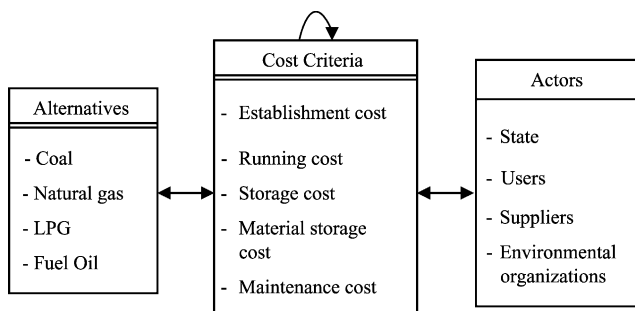 Alternatives
- Coal
- Natural gas
- LPG
- Fuel Oil
Cost Criteria
- Establishment cost
- Running cost
- Storage cost
- Material storage
cost
- Maintenance cost
Actors
- State
- Users
- Suppliers
- Environmental
organizations